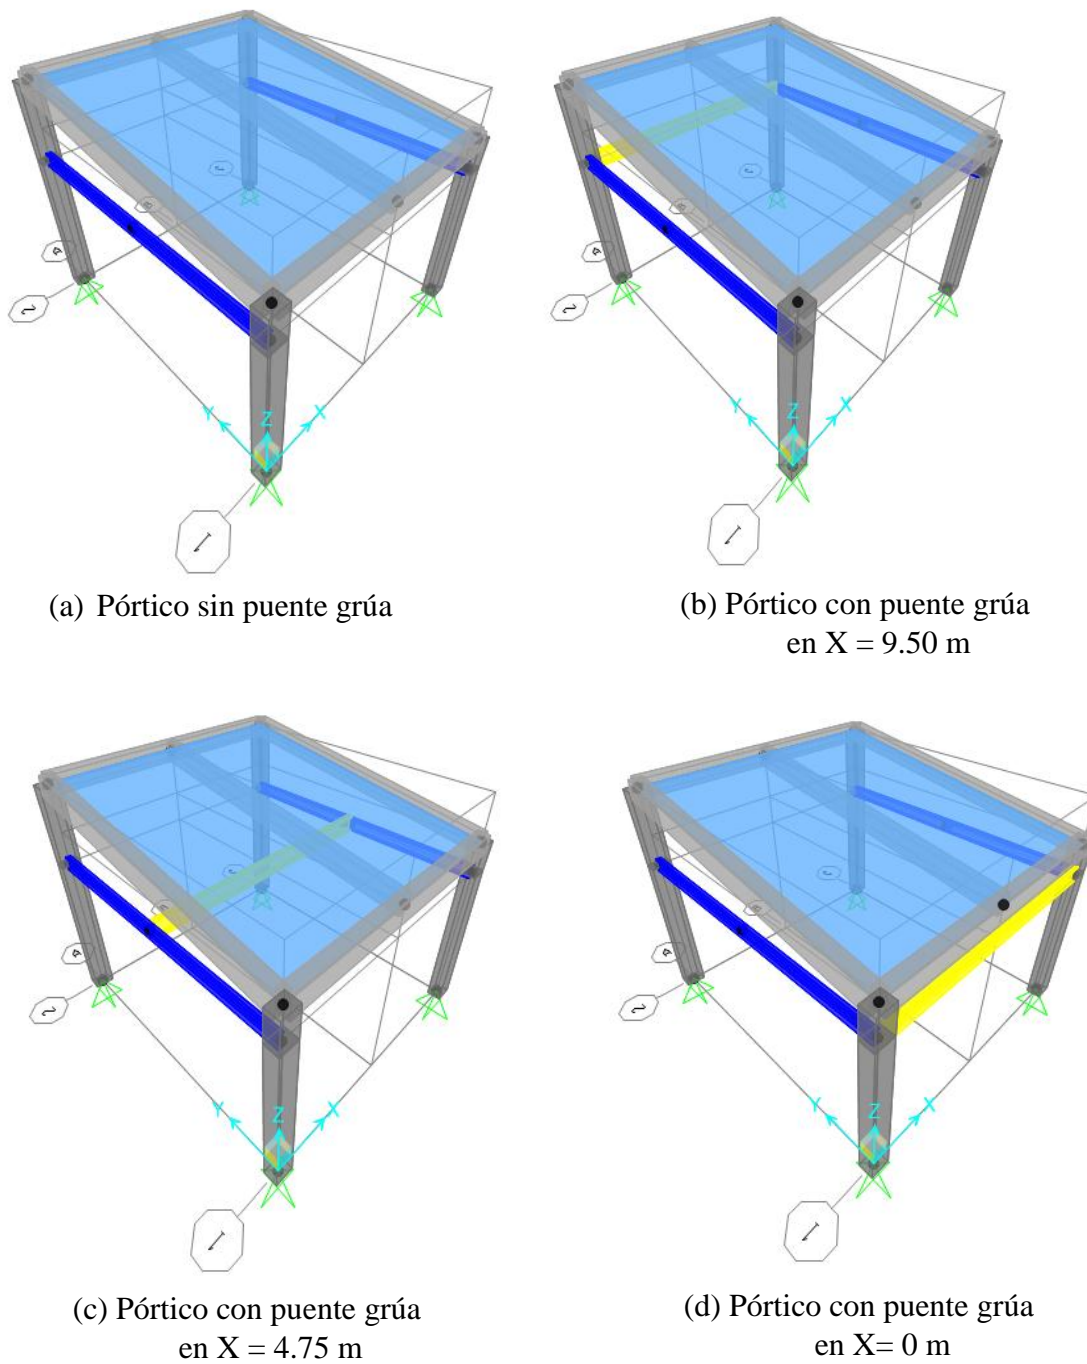 Y
Z
X
Y
Z
X
(a) Pórtico sin puente grúa
(b) Pórtico con puente grúa
en X = 9.50 m
Y
Z
X
Y
Z
X
(c) Pórtico con puente grúa
en X = 4.75 m
(d) Pórtico con puente grúa
en X= 0 m